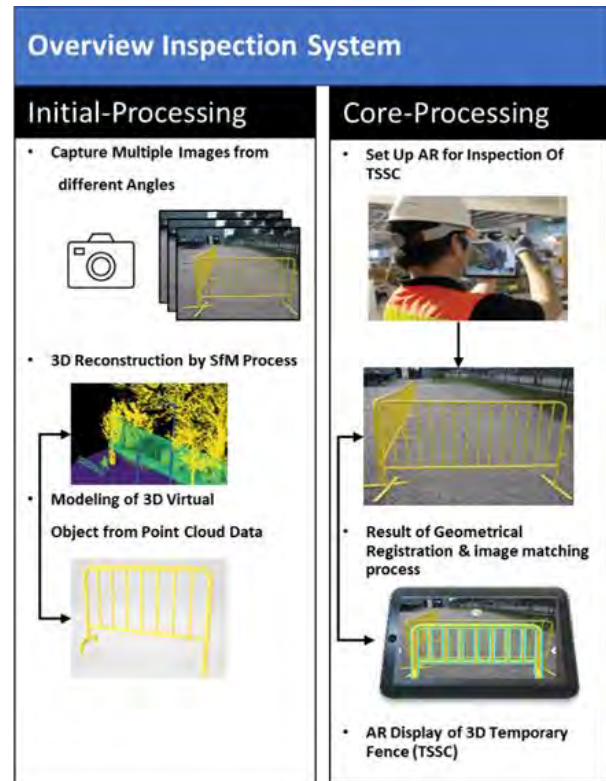 Overview Inspection System
Initial-Processing
• Capture Multiple Images from
different Angles
• 3D Reconstruction by SfM Process
• Modeling of 3D Virtual
Object from Point Cloud Data
Core-Processing
• Set Up AR for Inspection Of
TSSC
• Result of Geometrical
Registration & image matching
process
• AR Display of 3D Temporary
Fence (TSSC)